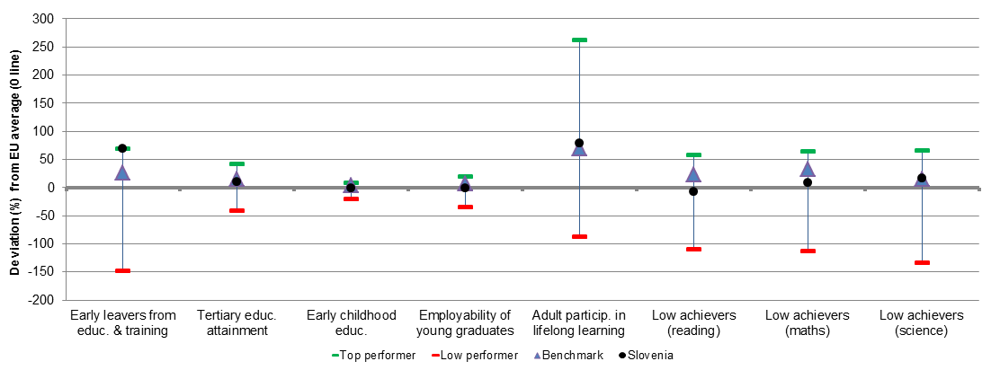 300
250
200
150
100
50
0
-50
-100
-150
-200
Deviation (%) from EU average (0 line)
Early leavers from
educ. & training
Tertiary educ.
attainment
Early childhood
educ.
Employability of
young graduates
Adult particip. in
lifelong learning
Low achievers
(reading)
Low achievers
(maths)
Low achievers
(science)
Top performer Low performer Benchmark Slovenia